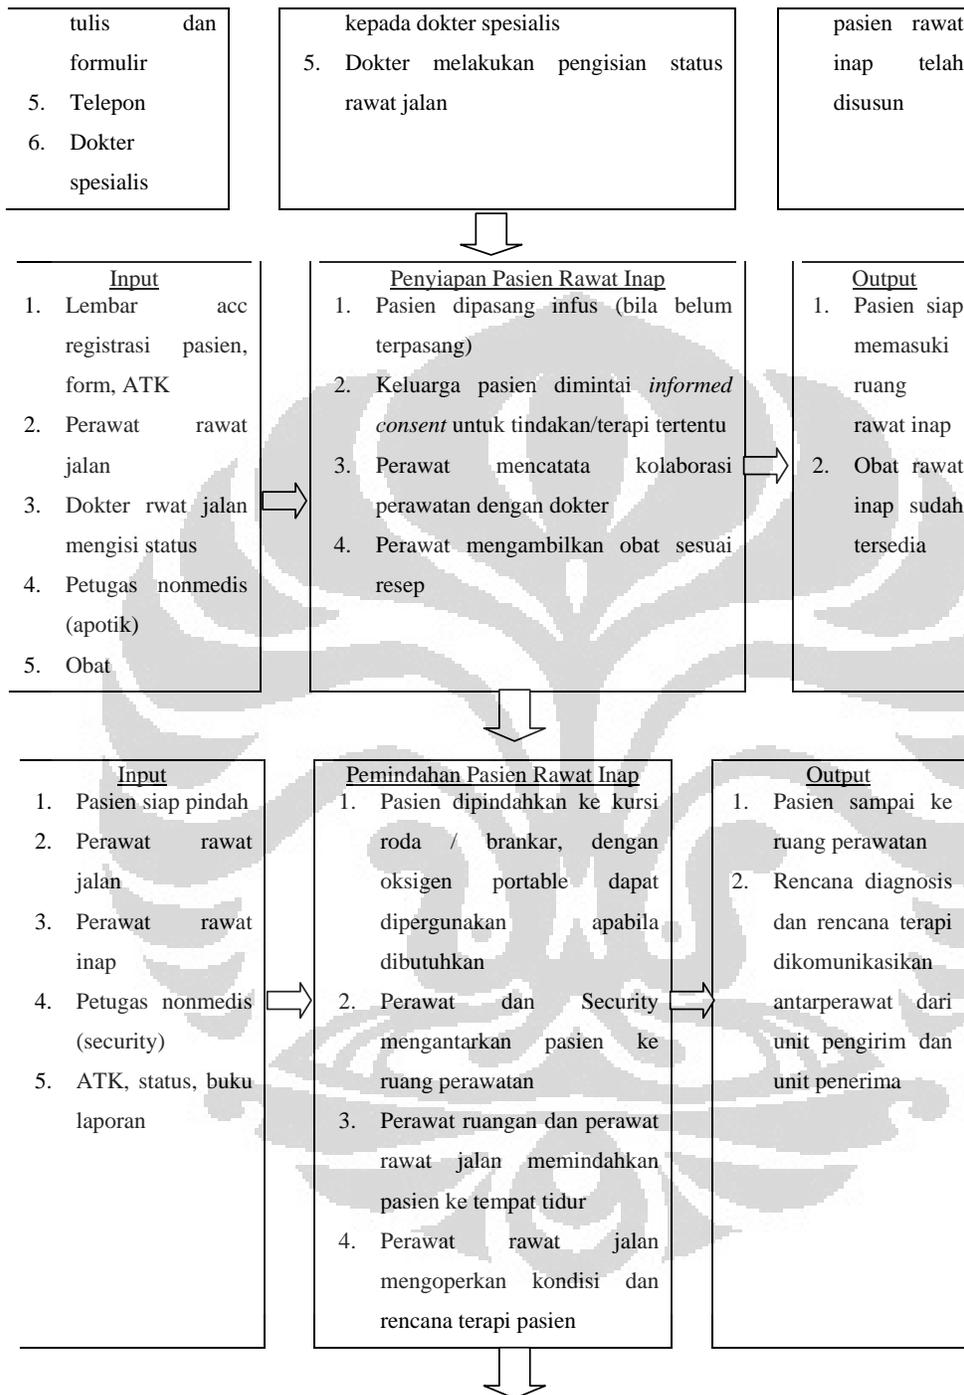 tulis dan
formulir
5. Telepon
6. Dokter
spesialis
kepada dokter spesialis
5. Dokter melakukan pengisian status
rawat jalan
pasien rawat
inap telah
disusun
Input
1. Lembar acc
registrasi pasien,
form, ATK
2. Perawat rawat
jalan
3. Dokter rwat jalan
mengisi status
4. Petugas nonmedis
(apotik)
5. Obat
Penyiapan Pasien Rawat Inap
1. Pasien dipasang infus (bila belum
terpasang)
2. Keluarga pasien dimintai informed
consent untuk tindakan/terapi tertentu
3. Perawat mencatata kolaborasi
perawatan dengan dokter
4. Perawat mengambilkan obat sesuai
resep
Output
1. Pasien siap
memasuki
ruang
rawat inap
2. Obat rawat
inap sudah
tersedia
Input
1. Pasien siap pindah
2. Perawat rawat
jalan
3. Perawat rawat
inap
4. Petugas nonmedis
(security)
5. ATK, status, buku
laporan
Pemindahan Pasien Rawat Inap
1. Pasien dipindahkan ke kursi
roda / brankar, dengan
oksigen portable dapat
dipergunakan apabila
dibutuhkan
2. Perawat dan Security
mengantarkan pasien ke
ruang perawatan
3. Perawat ruangan dan perawat
rawat jalan memindahkan
pasien ke tempat tidur
4. Perawat rawat jalan
mengoperkan kondisi dan
rencana terapi pasien
Output
1. Pasien sampai ke
ruang perawatan
2. Rencana diagnosis
dan rencana terapi
dikomunikasikan
antarperawat dari
unit pengirim dan
unit penerima